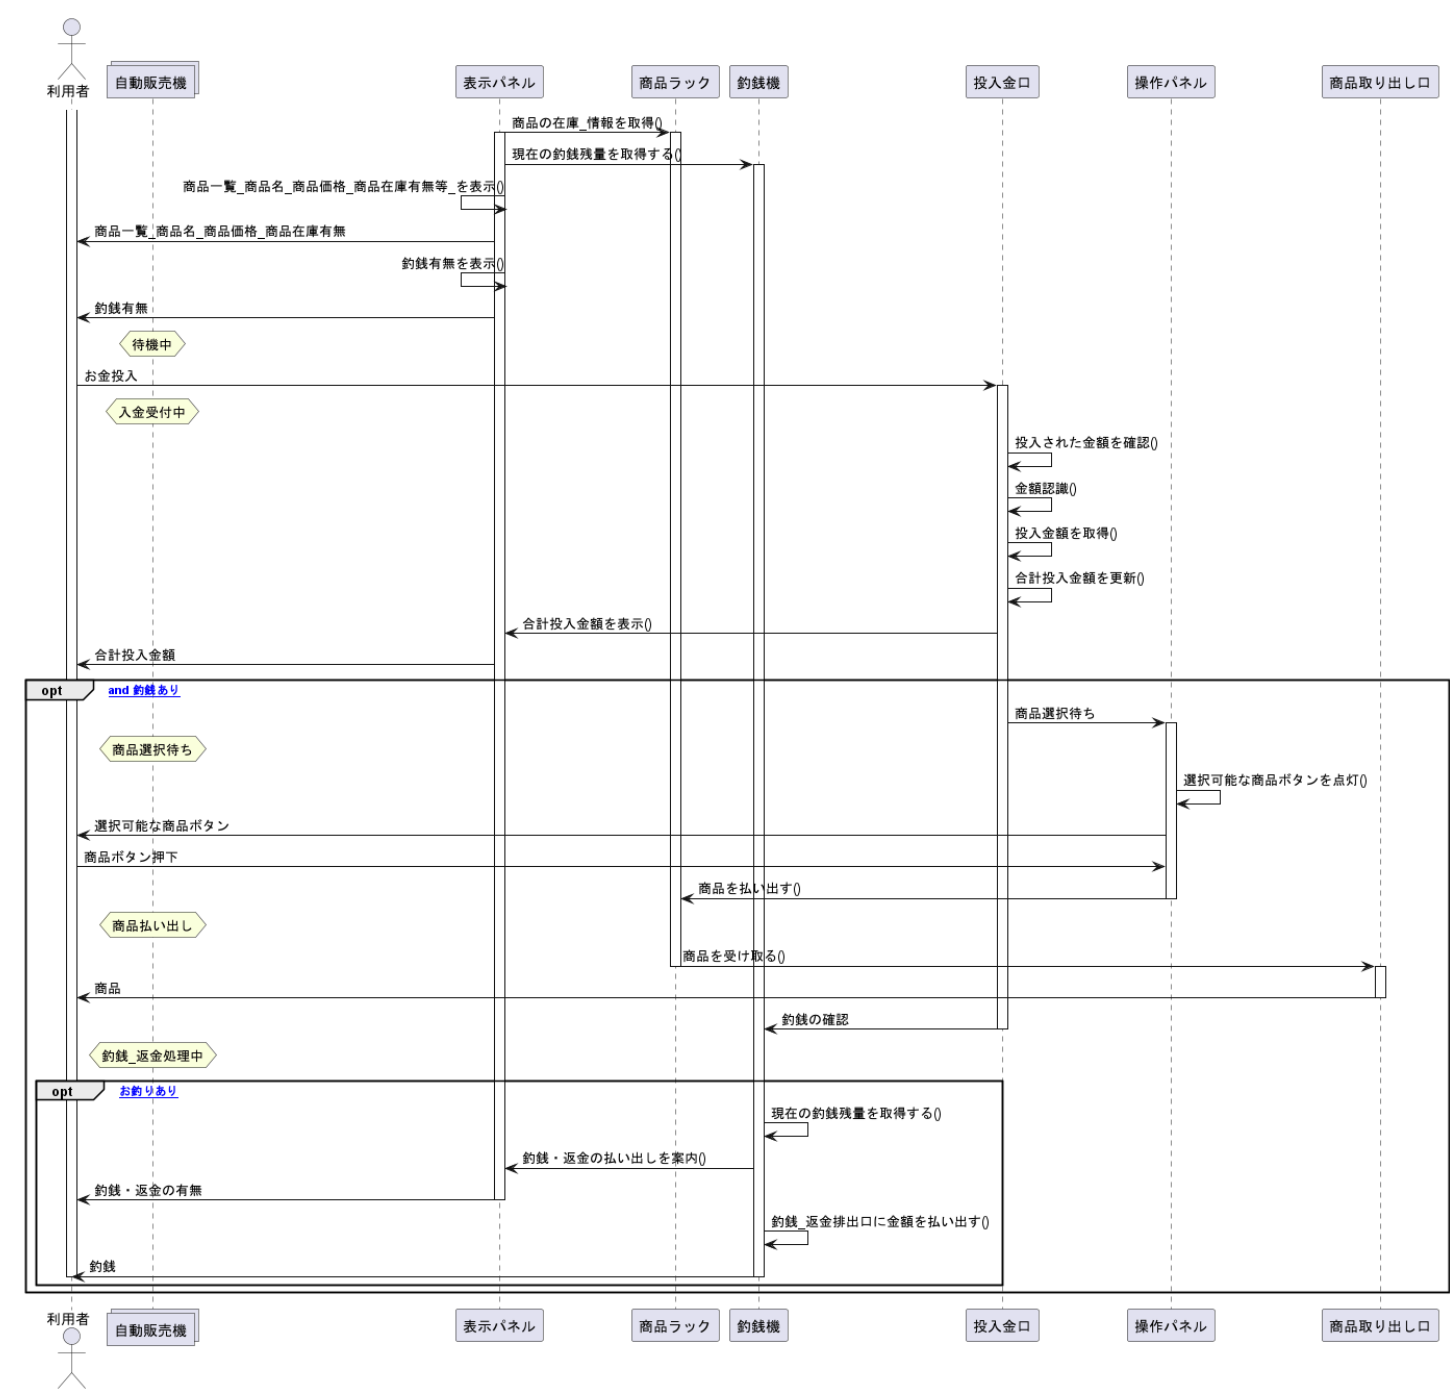 利用者
自動販売機
表示パネル
商品ラック
釣銭機
投入金口
操作パネル
商品取り出し口
商品の在庫_情報を取得()
現在の釣銭残量を取得する()
商品一覧_商品名_商品価格_商品在庫有無等_を表示()
商品一覧_商品名_商品価格_商品在庫有無
釣銭有無を表示()
釣銭有無
待機中
お金投入
入金受付中
投入された金額を確認()
金額認識()
投入金額を取得()
合計投入金額を更新()
合計投入金額を表示()
合計投入金額
opt and 釣銭あり
商品選択待ち
商品選択待ち
選択可能な商品ボタンを点灯()
選択可能な商品ボタン
商品ボタン押下
商品を払い出す()
商品払い出し
商品を受け取る()
商品
釣銭の確認
釣銭_返金処理中
opt お釣りあり
現在の釣銭残量を取得する()
釣銭・返金の払い出しを案内()
釣銭・返金の有無
釣銭_返金排出口に金額を払い出す()
釣銭
利用者
自動販売機
表示パネル
商品ラック
釣銭機
投入金口
操作パネル
商品取り出し口